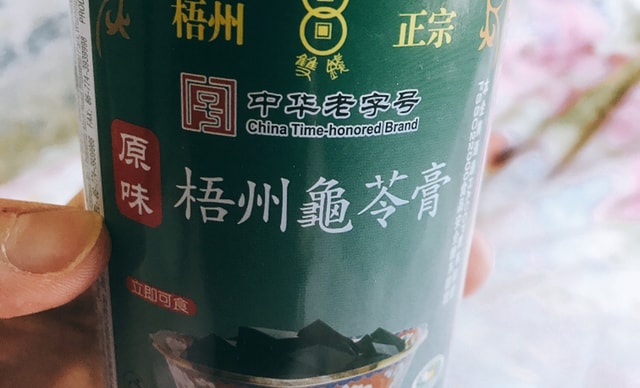 梧州 正宗
雙錢
中华老字号
China Time-honored Brand
原味
梧州龜苓膏
立即可食